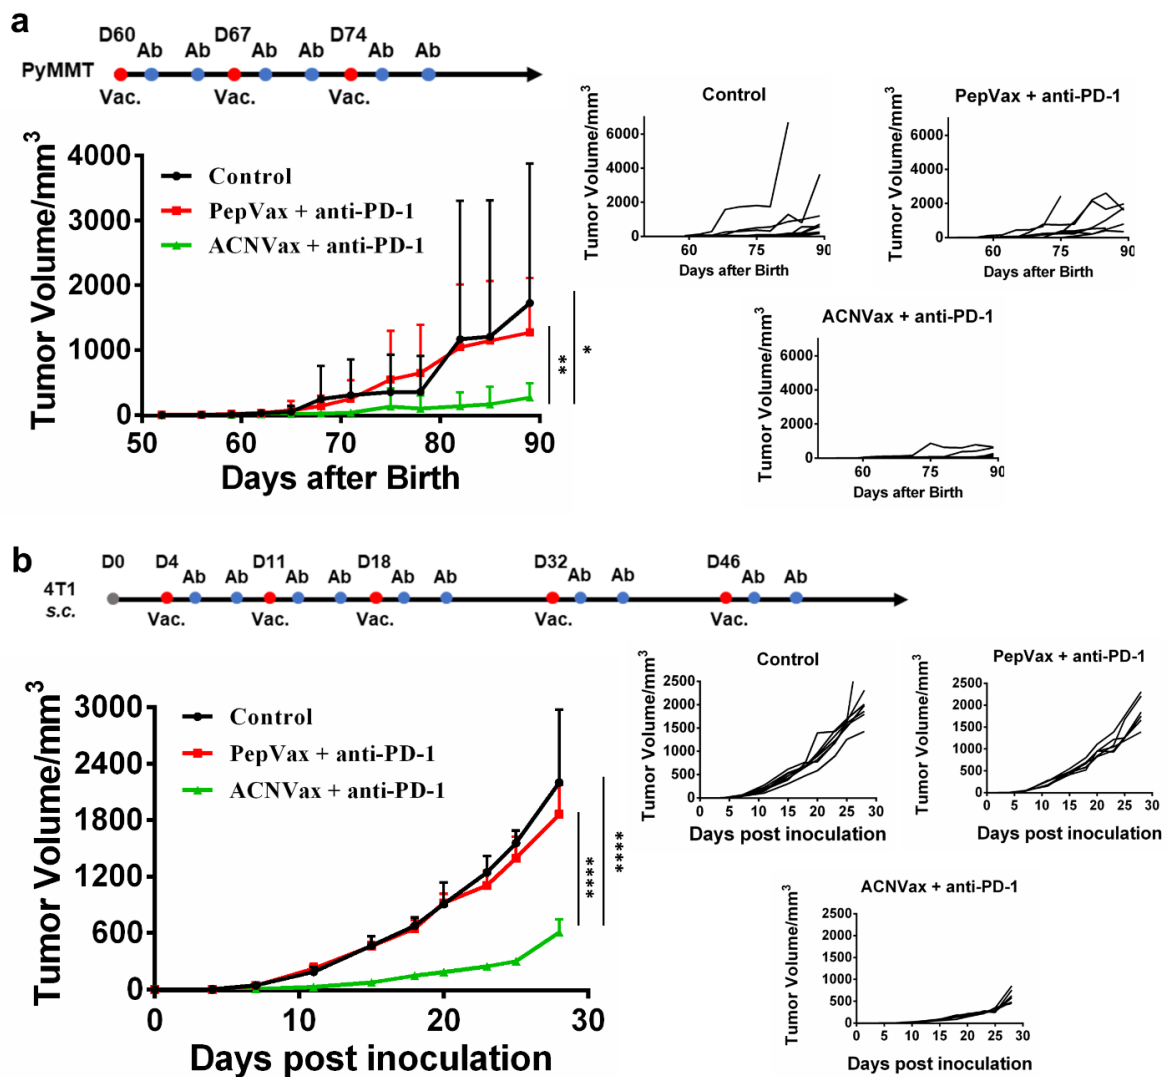 a
D60 D67 D74
Ab Ab Ab Ab Ab Ab
PyMMT
Vac. Vac. Vac.
Tumor Volume/mm3
4000
3000
2000
1000
0
Control
PepVax + anti-PD-1
ACNVax + anti-PD-1
** *
50 60 70 80 90
Days after Birth
Control
Tumor Volume/mm3
6000
4000
2000
0
60 75 90
Days after Birth
PepVax + anti-PD-1
Tumor Volume/mm3
6000
4000
2000
0
60 75 90
Days after Birth
ACNVax + anti-PD-1
Tumor Volume/mm3
6000
4000
2000
0
60 75 90
Days after Birth
b
D0 D4 D11 D18 D32 D46
Ab Ab Ab Ab Ab Ab Ab Ab Ab Ab
4T1
s.c.
Vac. Vac. Vac. Vac. Vac.
Tumor Volume/mm3
3000
2400
1800
1200
600
0
Control
PepVax + anti-PD-1
ACNVax + anti-PD-1
**** ****
0 10 20 30
Days post inoculation
Control
Tumor Volume/mm3
2500
2000
1500
1000
500
0
0 5 10 15 20 25 30
Days post inoculation
PepVax + anti-PD-1
Tumor Volume/mm3
2500
2000
1500
1000
500
0
0 5 10 15 20 25 30
Days post inoculation
ACNVax + anti-PD-1
Tumor Volume/mm3
2500
2000
1500
1000
500
0
0 5 10 15 20 25 30
Days post inoculation